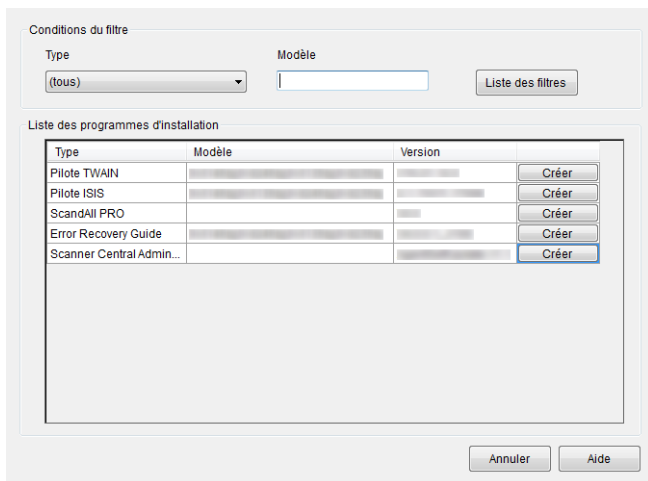 Conditions du filtre
Type Modèle
(tous) Liste des filtres
Liste des programmes d'installation
Type Modèle Version
Pilote TWAIN Créer
Pilote ISIS Créer
ScandAll PRO Créer
Error Recovery Guide Créer
Scanner Central Admin... Créer
Annuler Aide